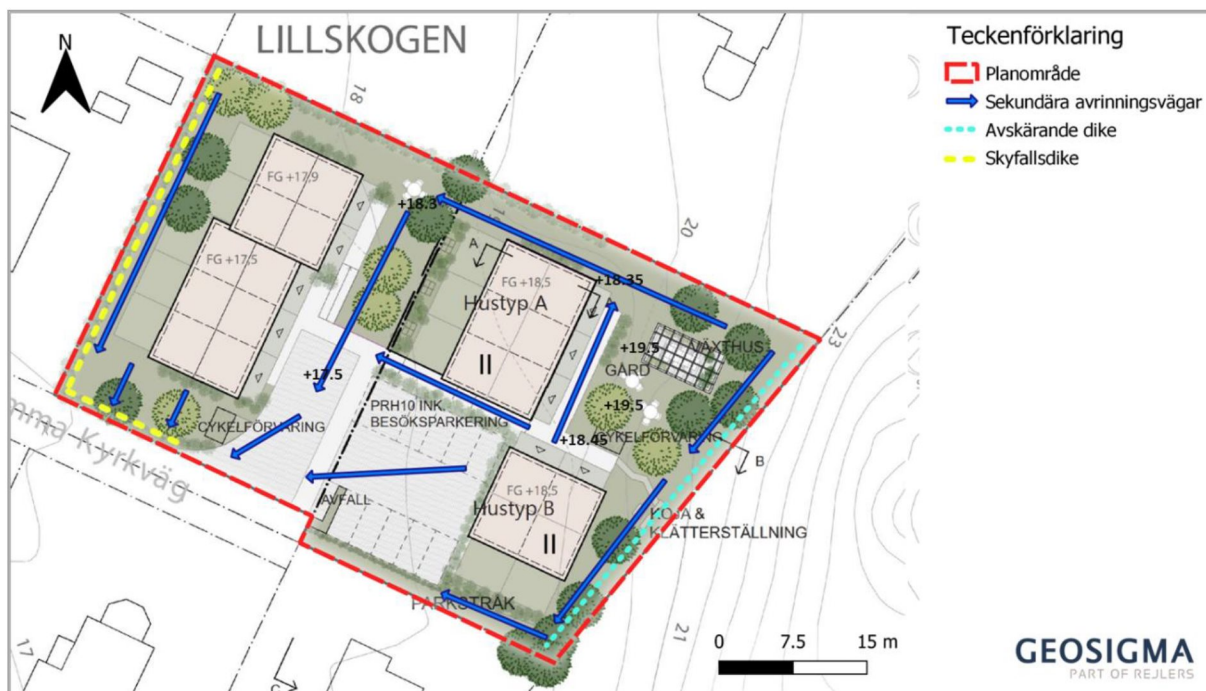 LILLSKOGEN
N
18
FG +17,9
+18.3
FG +17,5
A
FG +18,5
Hustyp A
II
+18.35
A
20
VÄXTHUS
23
+19,5
GÅRD
+19,5
CYKELFÖRVARING
+18.45
+17.5
PRH10 INK.
BESÖKSPARKERING
CYKELFÖRVARING
mma Kyrkväg
AVFALL
FG +18,5
Hustyp B
II
B
KOJA &
KLÄTTERSTÄLLNING
PARKSTRÅK
21
17
0 7.5 15 m
Teckenförklaring
Planområde
Sekundära avrinningsvägar
Avskärande dike
Skyfallsdike
GEOSIGMA
PART OF REJLERS